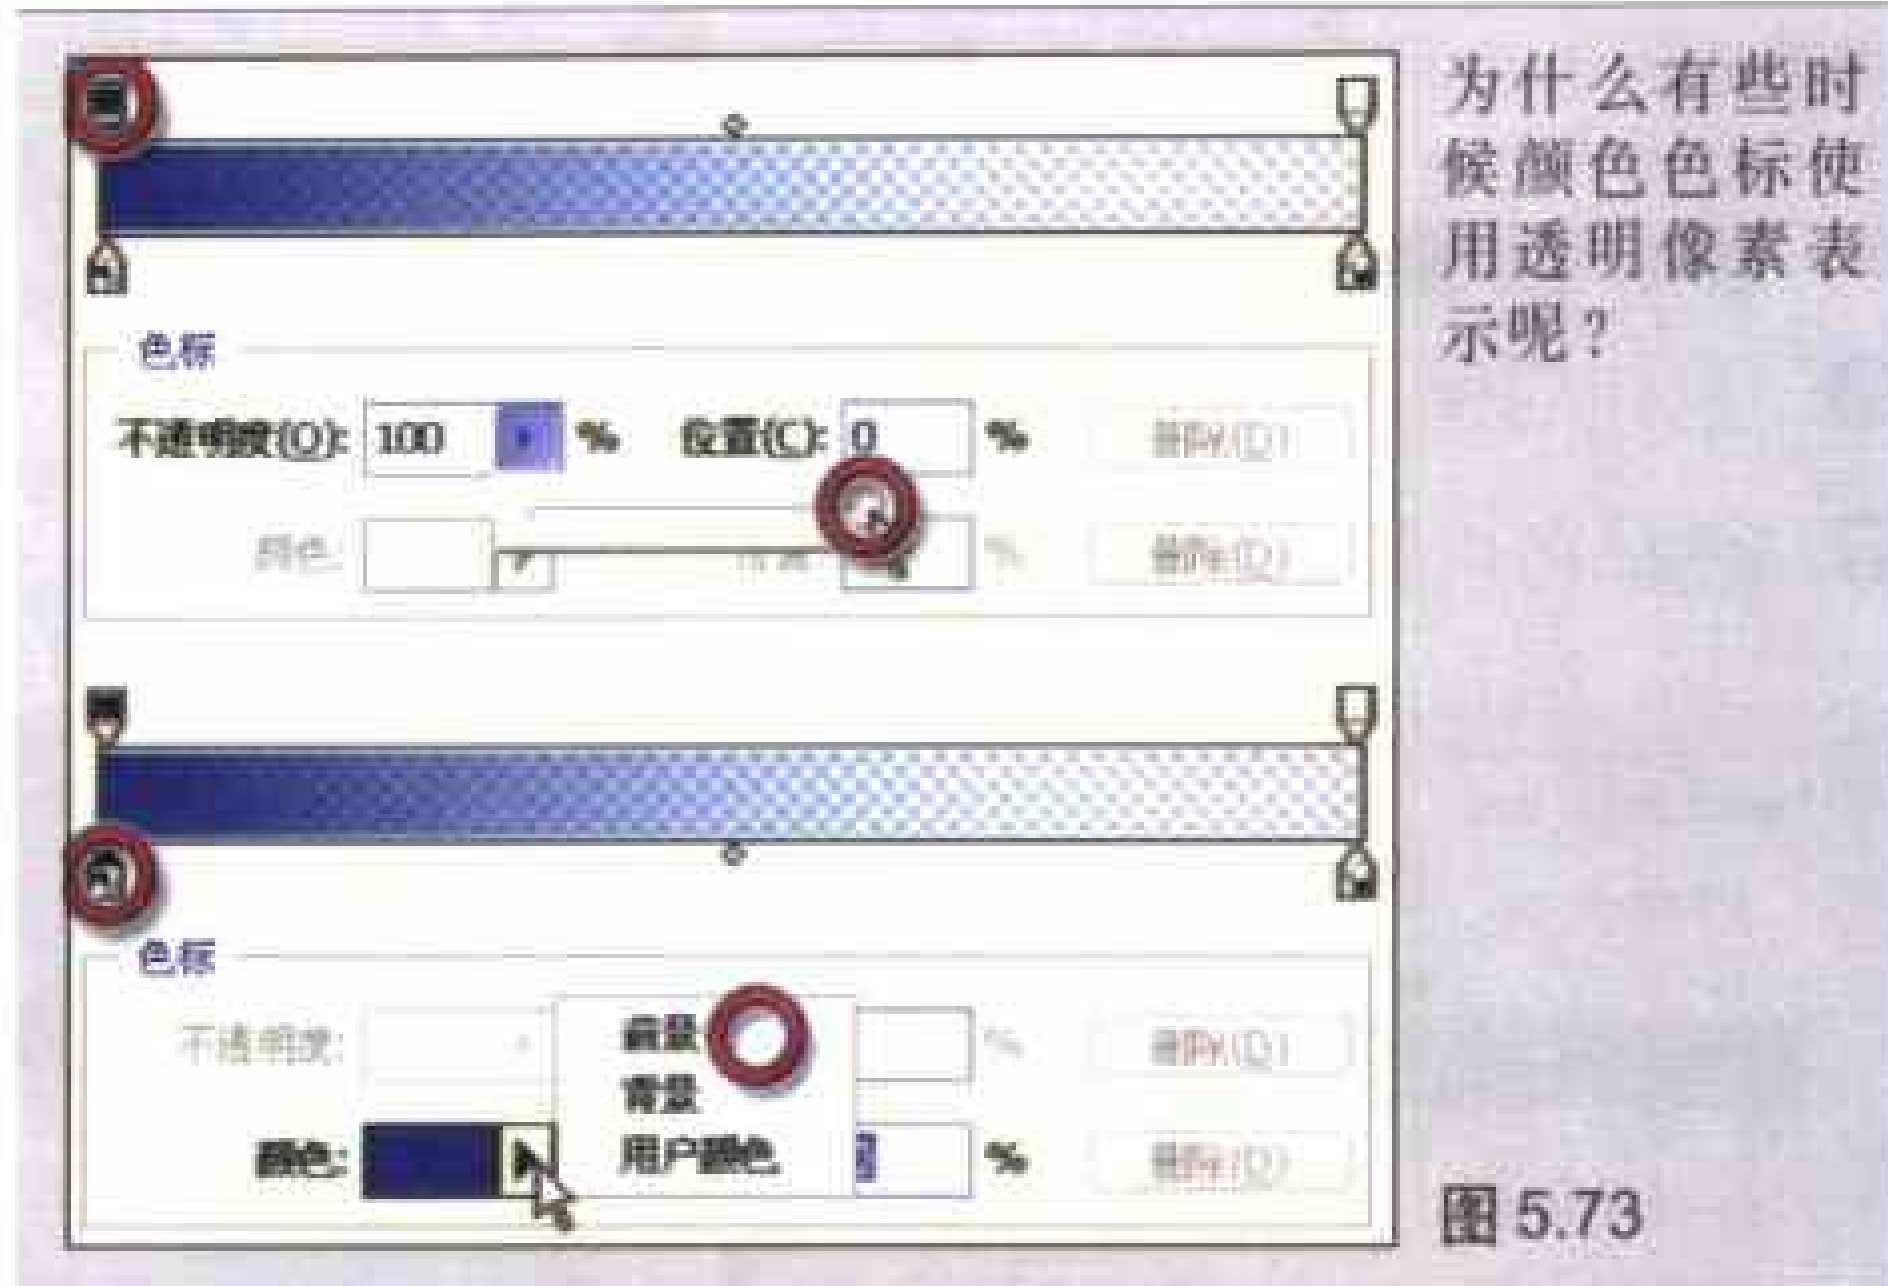 为什么有些时
候颜色色标使
用透明像素表
示呢？
色标
不透明度(O): 100 % 位置(C): 0 % 删除(D)
颜色: 位置: % 删除(D)
色标
不透明度: % 删除(D)
前景
背景
颜色: 用户颜色 % 删除(D)
图 5.73